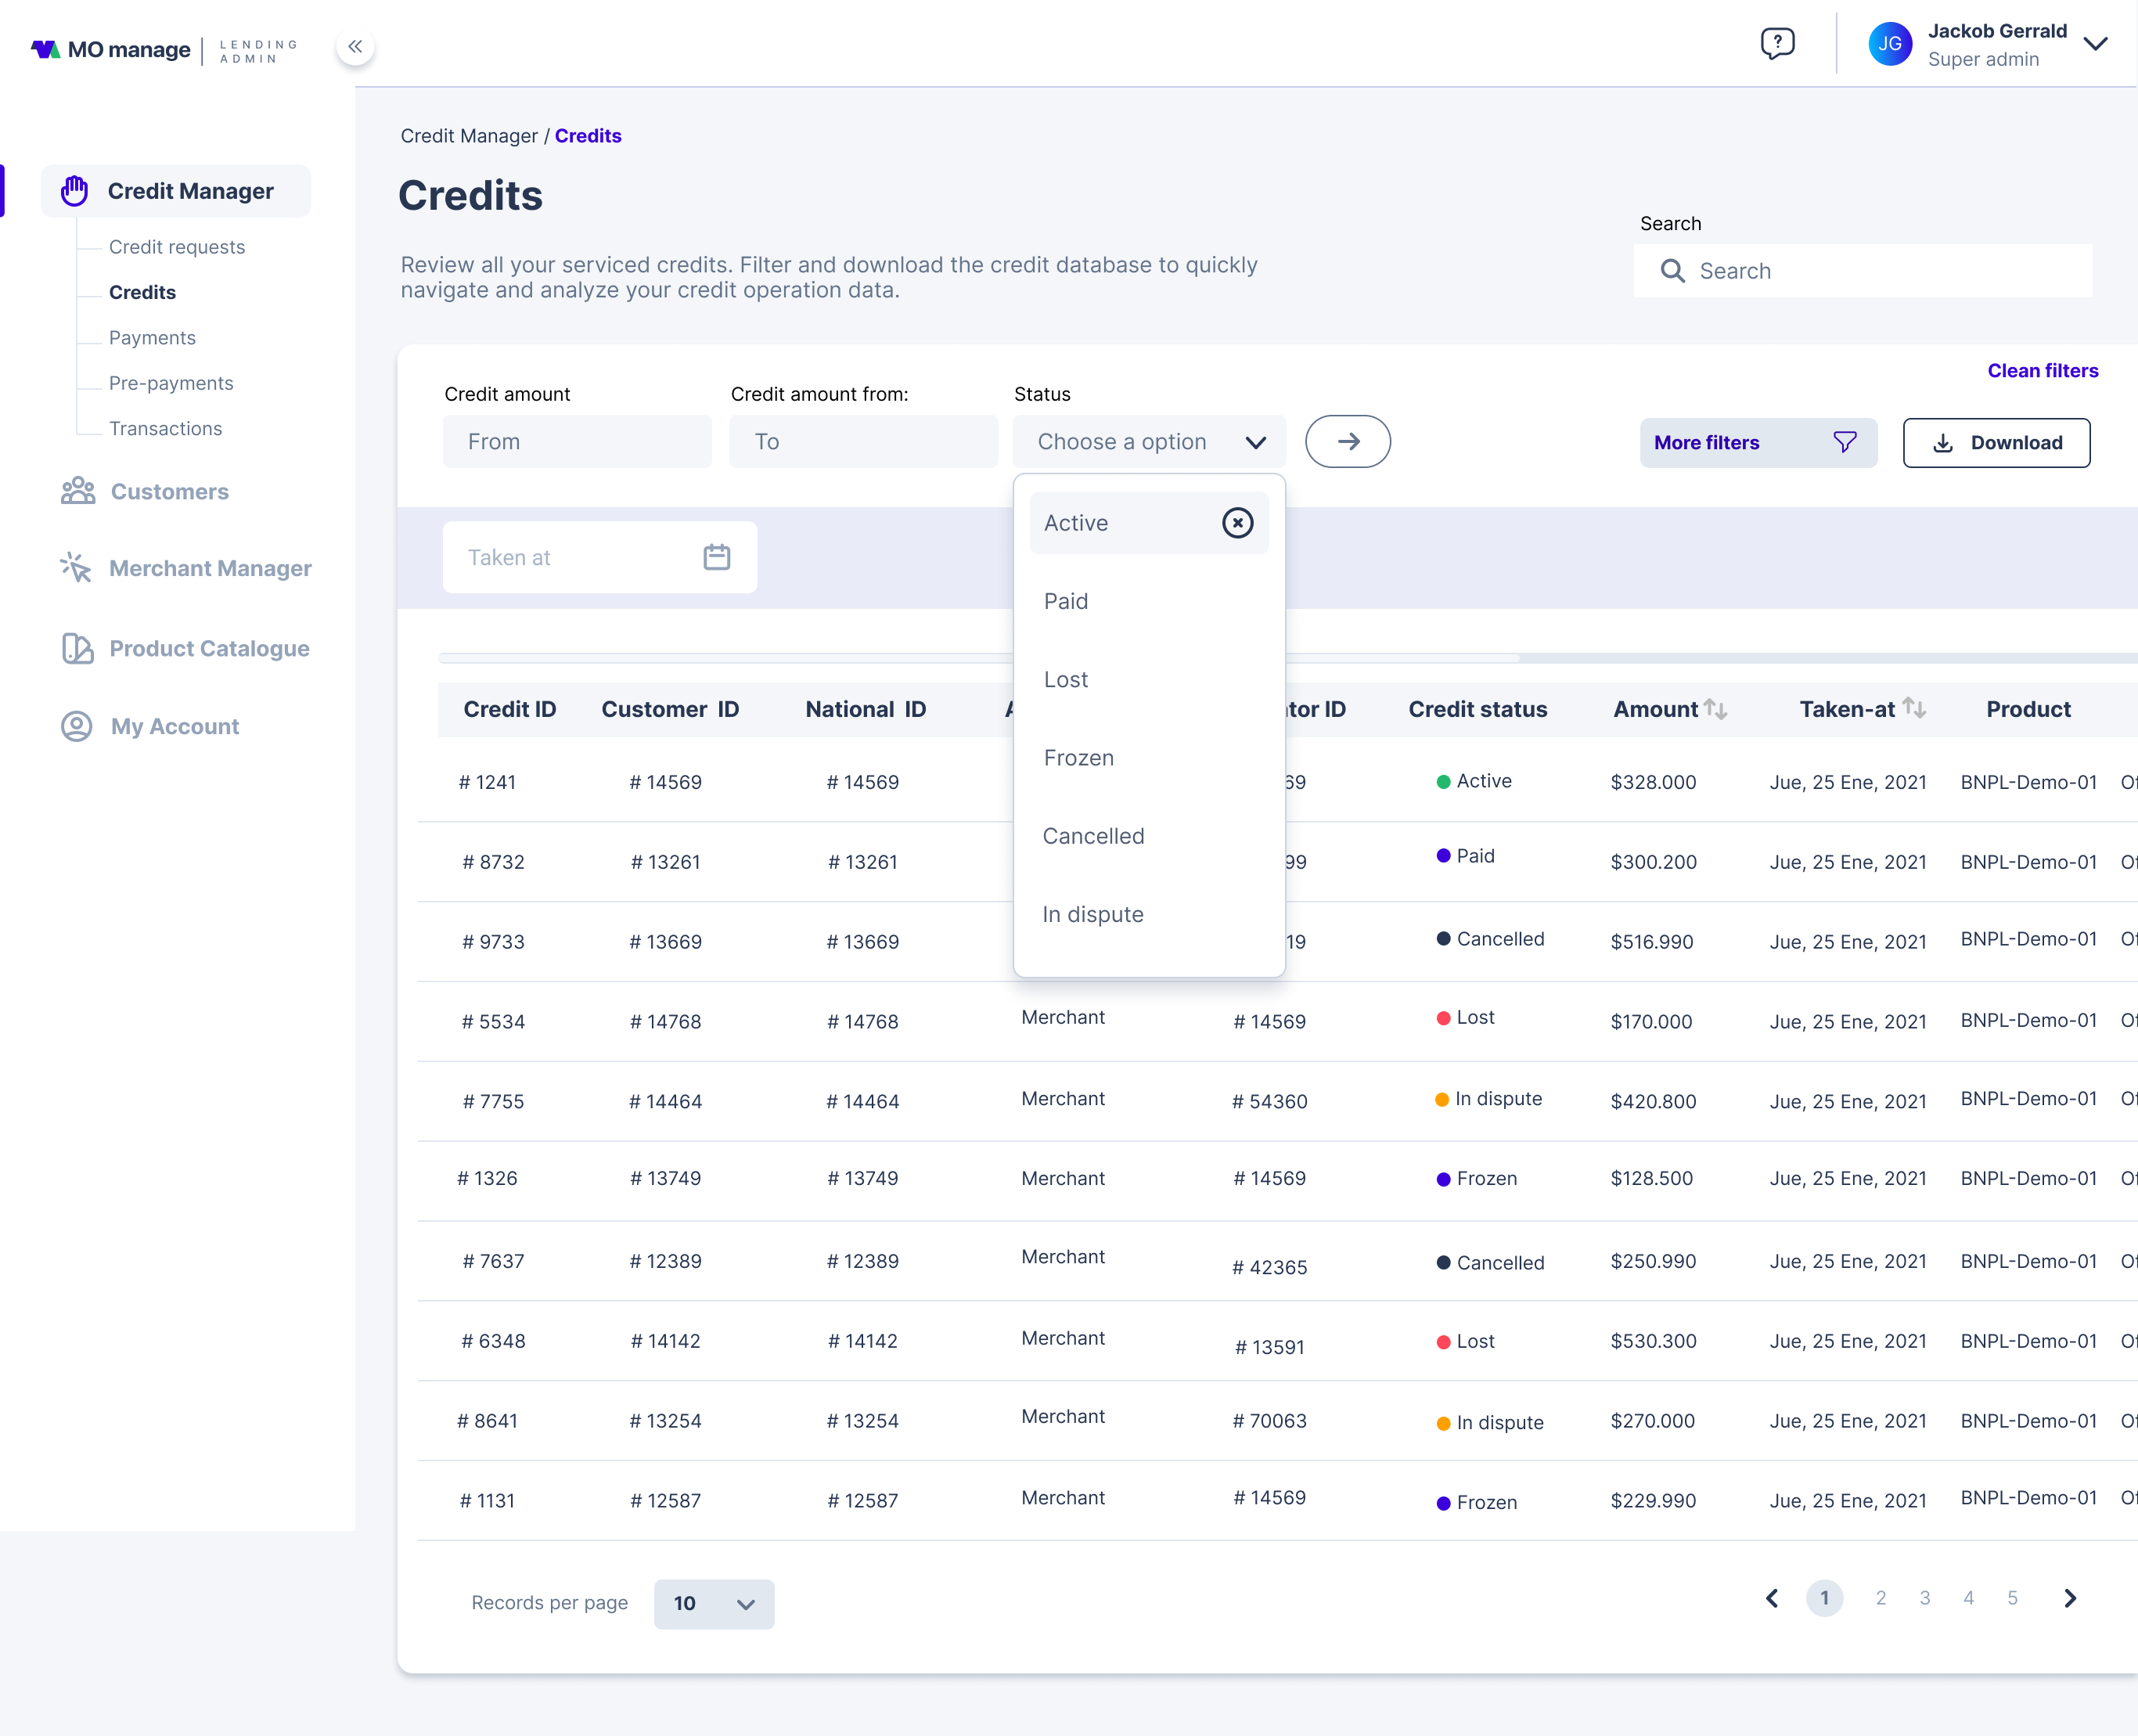 MO manage
LENDING
ADMIN
?
JG
Jackob Gerrald
Super admin
Credit Manager
Credit requests
Credits
Payments
Pre-payments
Transactions
Customers
Merchant Manager
Product Catalogue
My Account
Credit Manager / Credits
Credits
Review all your serviced credits. Filter and download the credit database to quickly
navigate and analyze your credit operation data.
Search
Search
Clean filters
Credit amount
From
Credit amount from:
To
Status
Choose a option
More filters
Download
Taken at
Active
Paid
Lost
Frozen
Cancelled
In dispute
Credit ID Customer ID National ID ID Credit status Amount Taken-at Product
# 1241 # 14569 # 14569 Active $328.000 Jue, 25 Ene, 2021 BNPL-Demo-01
# 8732 # 13261 # 13261 Paid $300.200 Jue, 25 Ene, 2021 BNPL-Demo-01
# 9733 # 13669 # 13669 Cancelled $516.990 Jue, 25 Ene, 2021 BNPL-Demo-01
# 5534 # 14768 # 14768 Merchant # 14569 Lost $170.000 Jue, 25 Ene, 2021 BNPL-Demo-01
# 7755 # 14464 # 14464 Merchant # 54360 In dispute $420.800 Jue, 25 Ene, 2021 BNPL-Demo-01
# 1326 # 13749 # 13749 Merchant # 14569 Frozen $128.500 Jue, 25 Ene, 2021 BNPL-Demo-01
# 7637 # 12389 # 12389 Merchant # 42365 Cancelled $250.990 Jue, 25 Ene, 2021 BNPL-Demo-01
# 6348 # 14142 # 14142 Merchant # 13591 Lost $530.300 Jue, 25 Ene, 2021 BNPL-Demo-01
# 8641 # 13254 # 13254 Merchant # 70063 In dispute $270.000 Jue, 25 Ene, 2021 BNPL-Demo-01
# 1131 # 12587 # 12587 Merchant # 14569 Frozen $229.990 Jue, 25 Ene, 2021 BNPL-Demo-01
Records per page 10
1 2 3 4 5